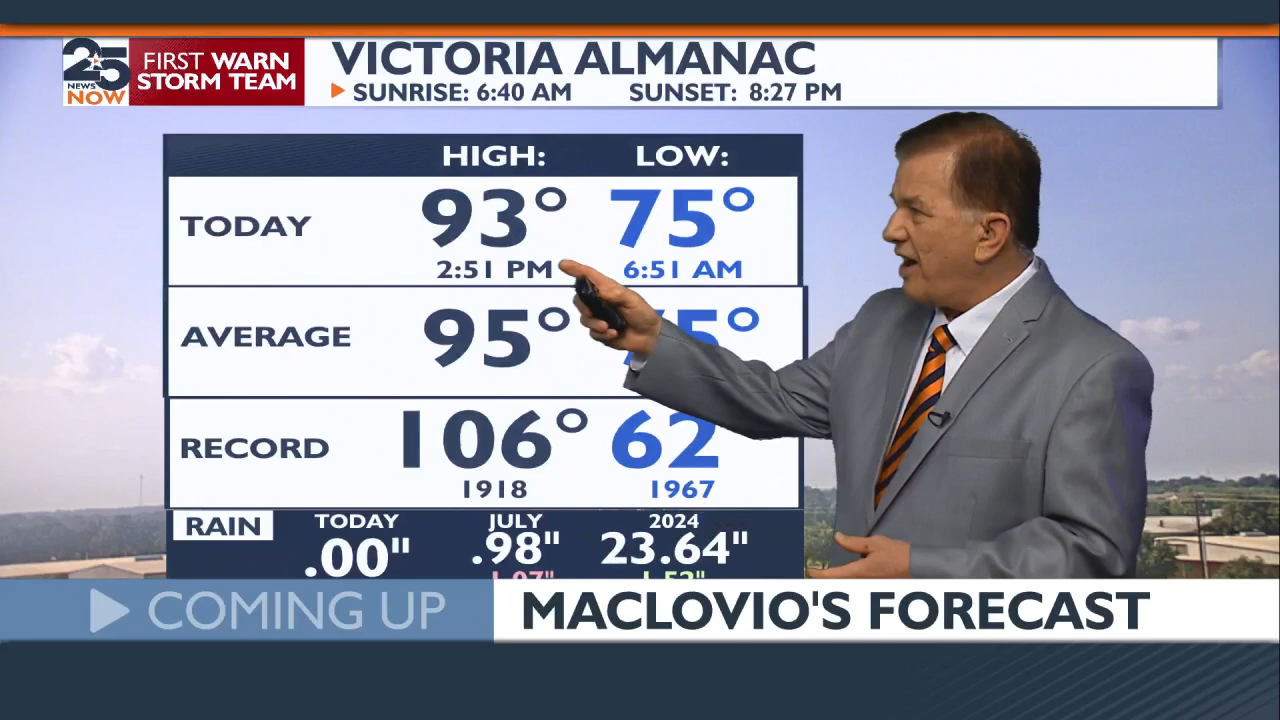 25
NEWS
NOW
FIRST WARN
STORM TEAM
VICTORIA ALMANAC
SUNRISE: 6:40 AM SUNSET: 8:27 PM
HIGH: LOW:
TODAY 93° 75°
2:51 PM 6:51 AM
AVERAGE 95° 5°
RECORD 106° 62
1918 1967
RAIN TODAY JULY 2024
.00" .98" 23.64"
COMING UP MACLOVIO'S FORECAST